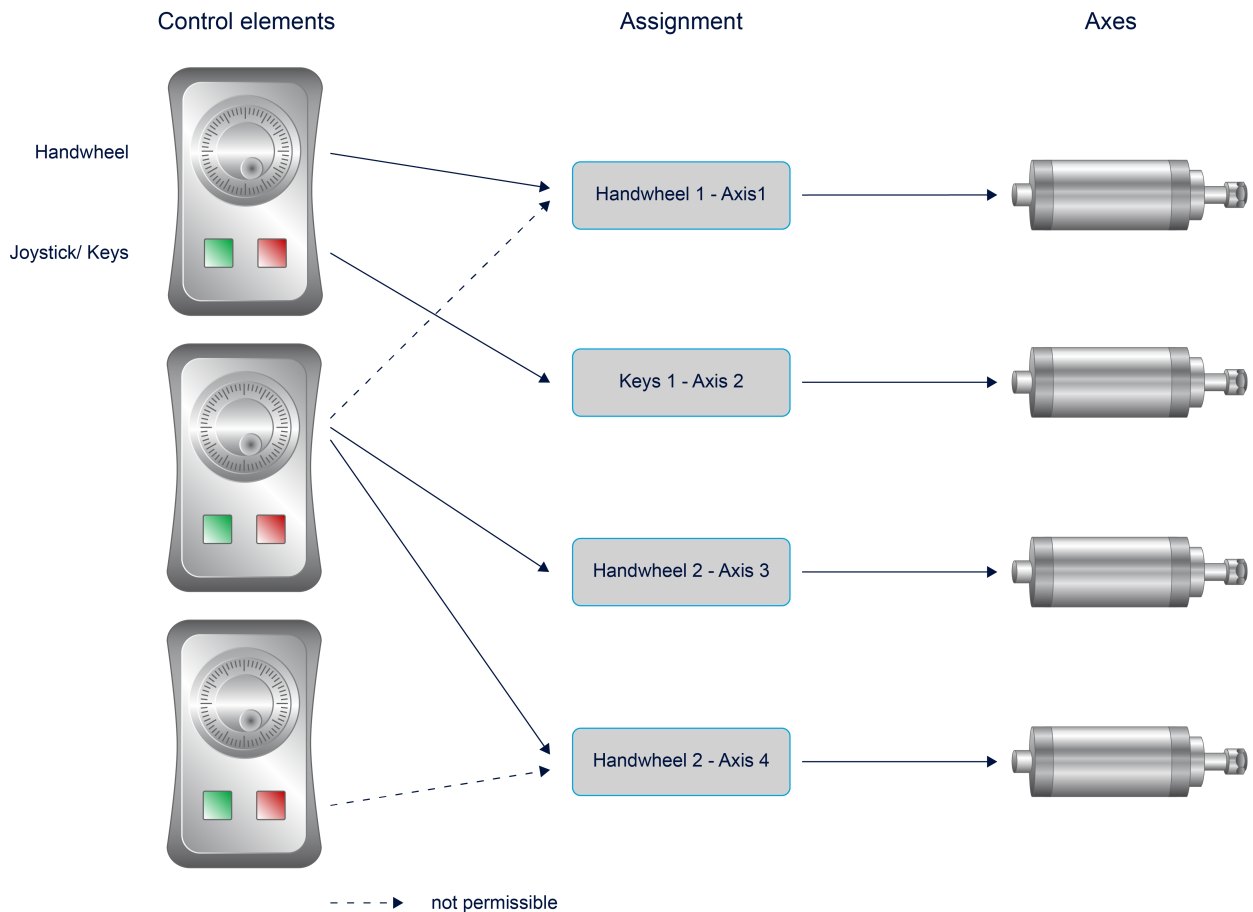 Control elements
Assignment
Axes
Handwheel
Handwheel 1 - Axis1
Joystick/ Keys
Keys 1 - Axis 2
Handwheel 2 - Axis 3
Handwheel 2 - Axis 4
not permissible